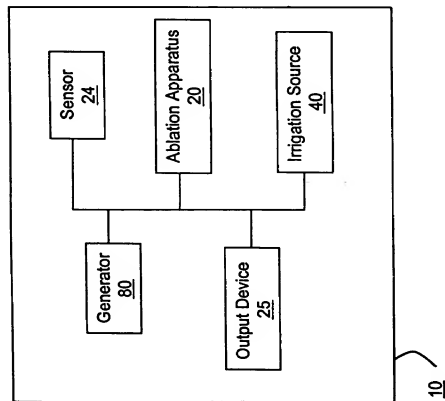 Sensor
24
Ablation Apparatus
20
Irrigation Source
40
Generator
80
Output Device
25
10